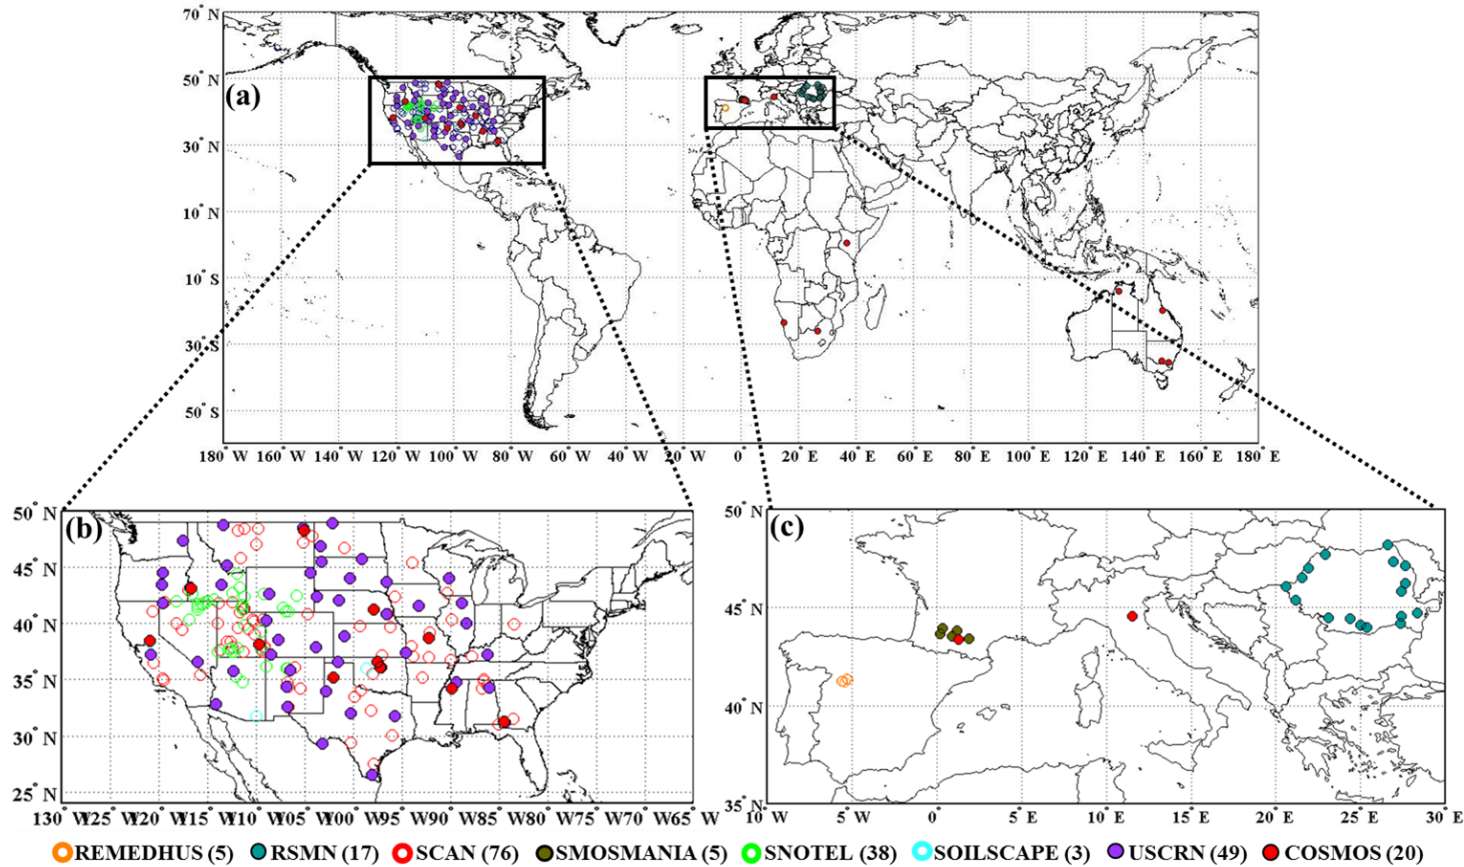 70° N
50° N
30° N
10° N
10° S
30° S
50° S
(a)
180° W 160° W 140° W 120° W 100° W 80° W 60° W 40° W 20° W 0° 20° E 40° E 60° E 80° E 100° E 120° E 140° E 160° E 180° E
50° N
45° N
40° N
35° N
30° N
25° N
(b)
130° W 125° W 120° W 115° W 110° W 105° W 100° W 95° W 90° W 85° W 80° W 75° W 70° W 65° W
50° N
45° N
40° N
35° N
(c)
10° W 5° W 0° 5° E 10° E 15° E 20° E 25° E 30° E
REMEDHUS (5) RSMN (17) SCAN (76) SMOSMANIA (5) SNOTEL (38) SOILSCAPE (3) USCRN (49) COSMOS (20)